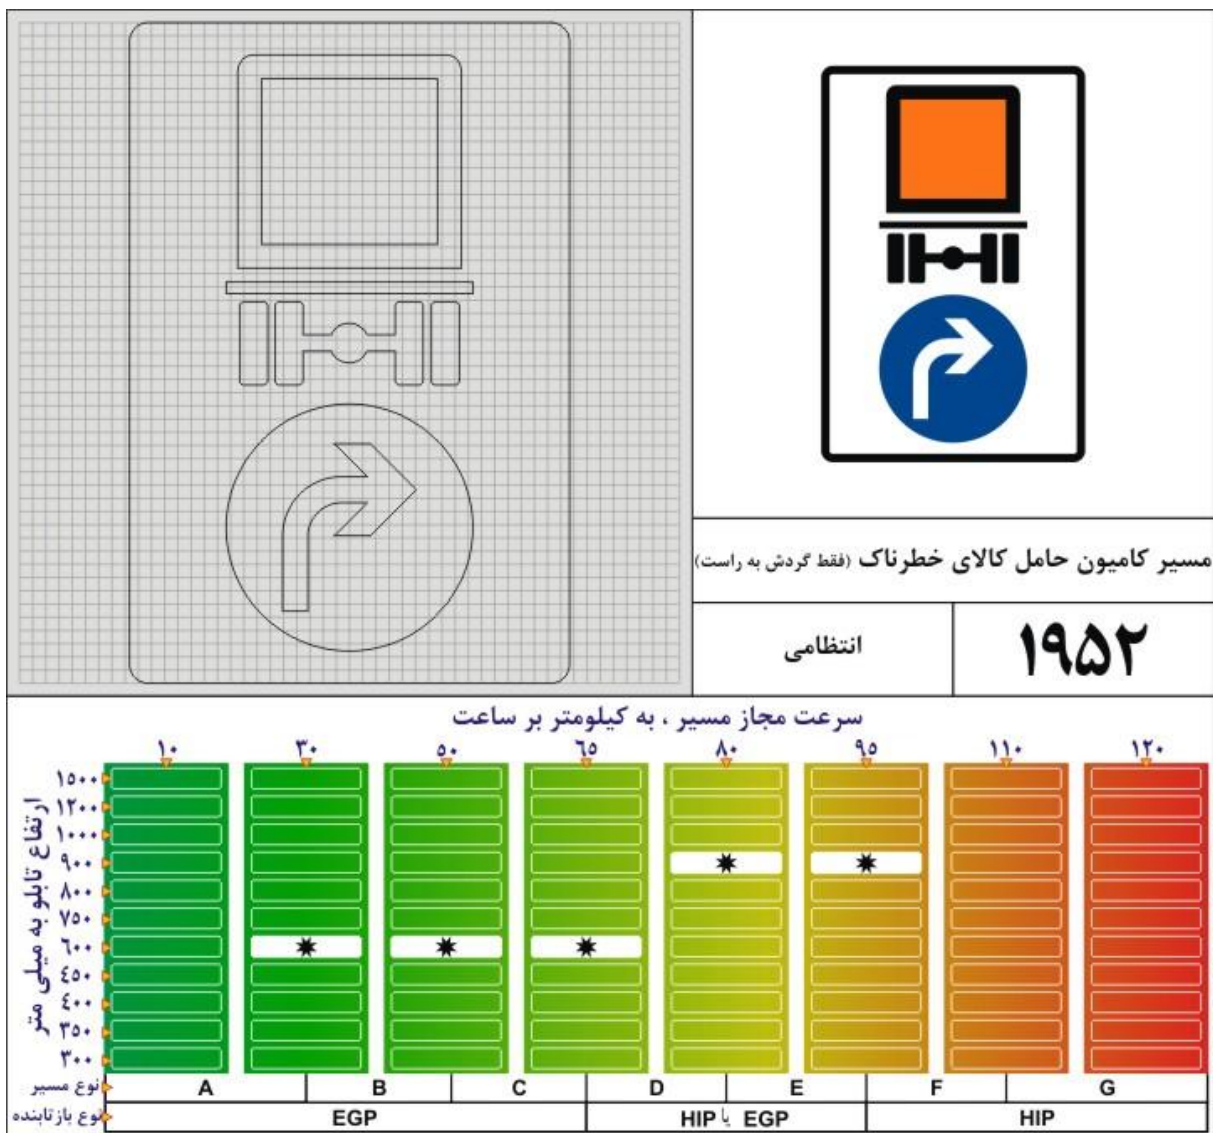 مسیر کامیون حامل کالای خطرناک (فقط گردش به راست)
۱۹۵۲
انتظامی
سرعت مجاز مسیر ، به کیلومتر بر ساعت
۱۰ ۳۰ ۵۰ ۶۵ ۸۰ ۹۵ ۱۱۰ ۱۲۰
ارتفاع تابلو به میلی متر
۱۵۰۰
۱۲۰۰
۱۰۰۰
۹۰۰
۸۰۰
۷۵۰
۶۰۰
۴۵۰
۴۰۰
۳۵۰
۳۰۰
نوع مسیر A B C D E F G
نوع بازتابنده EGP HIP یا EGP HIP